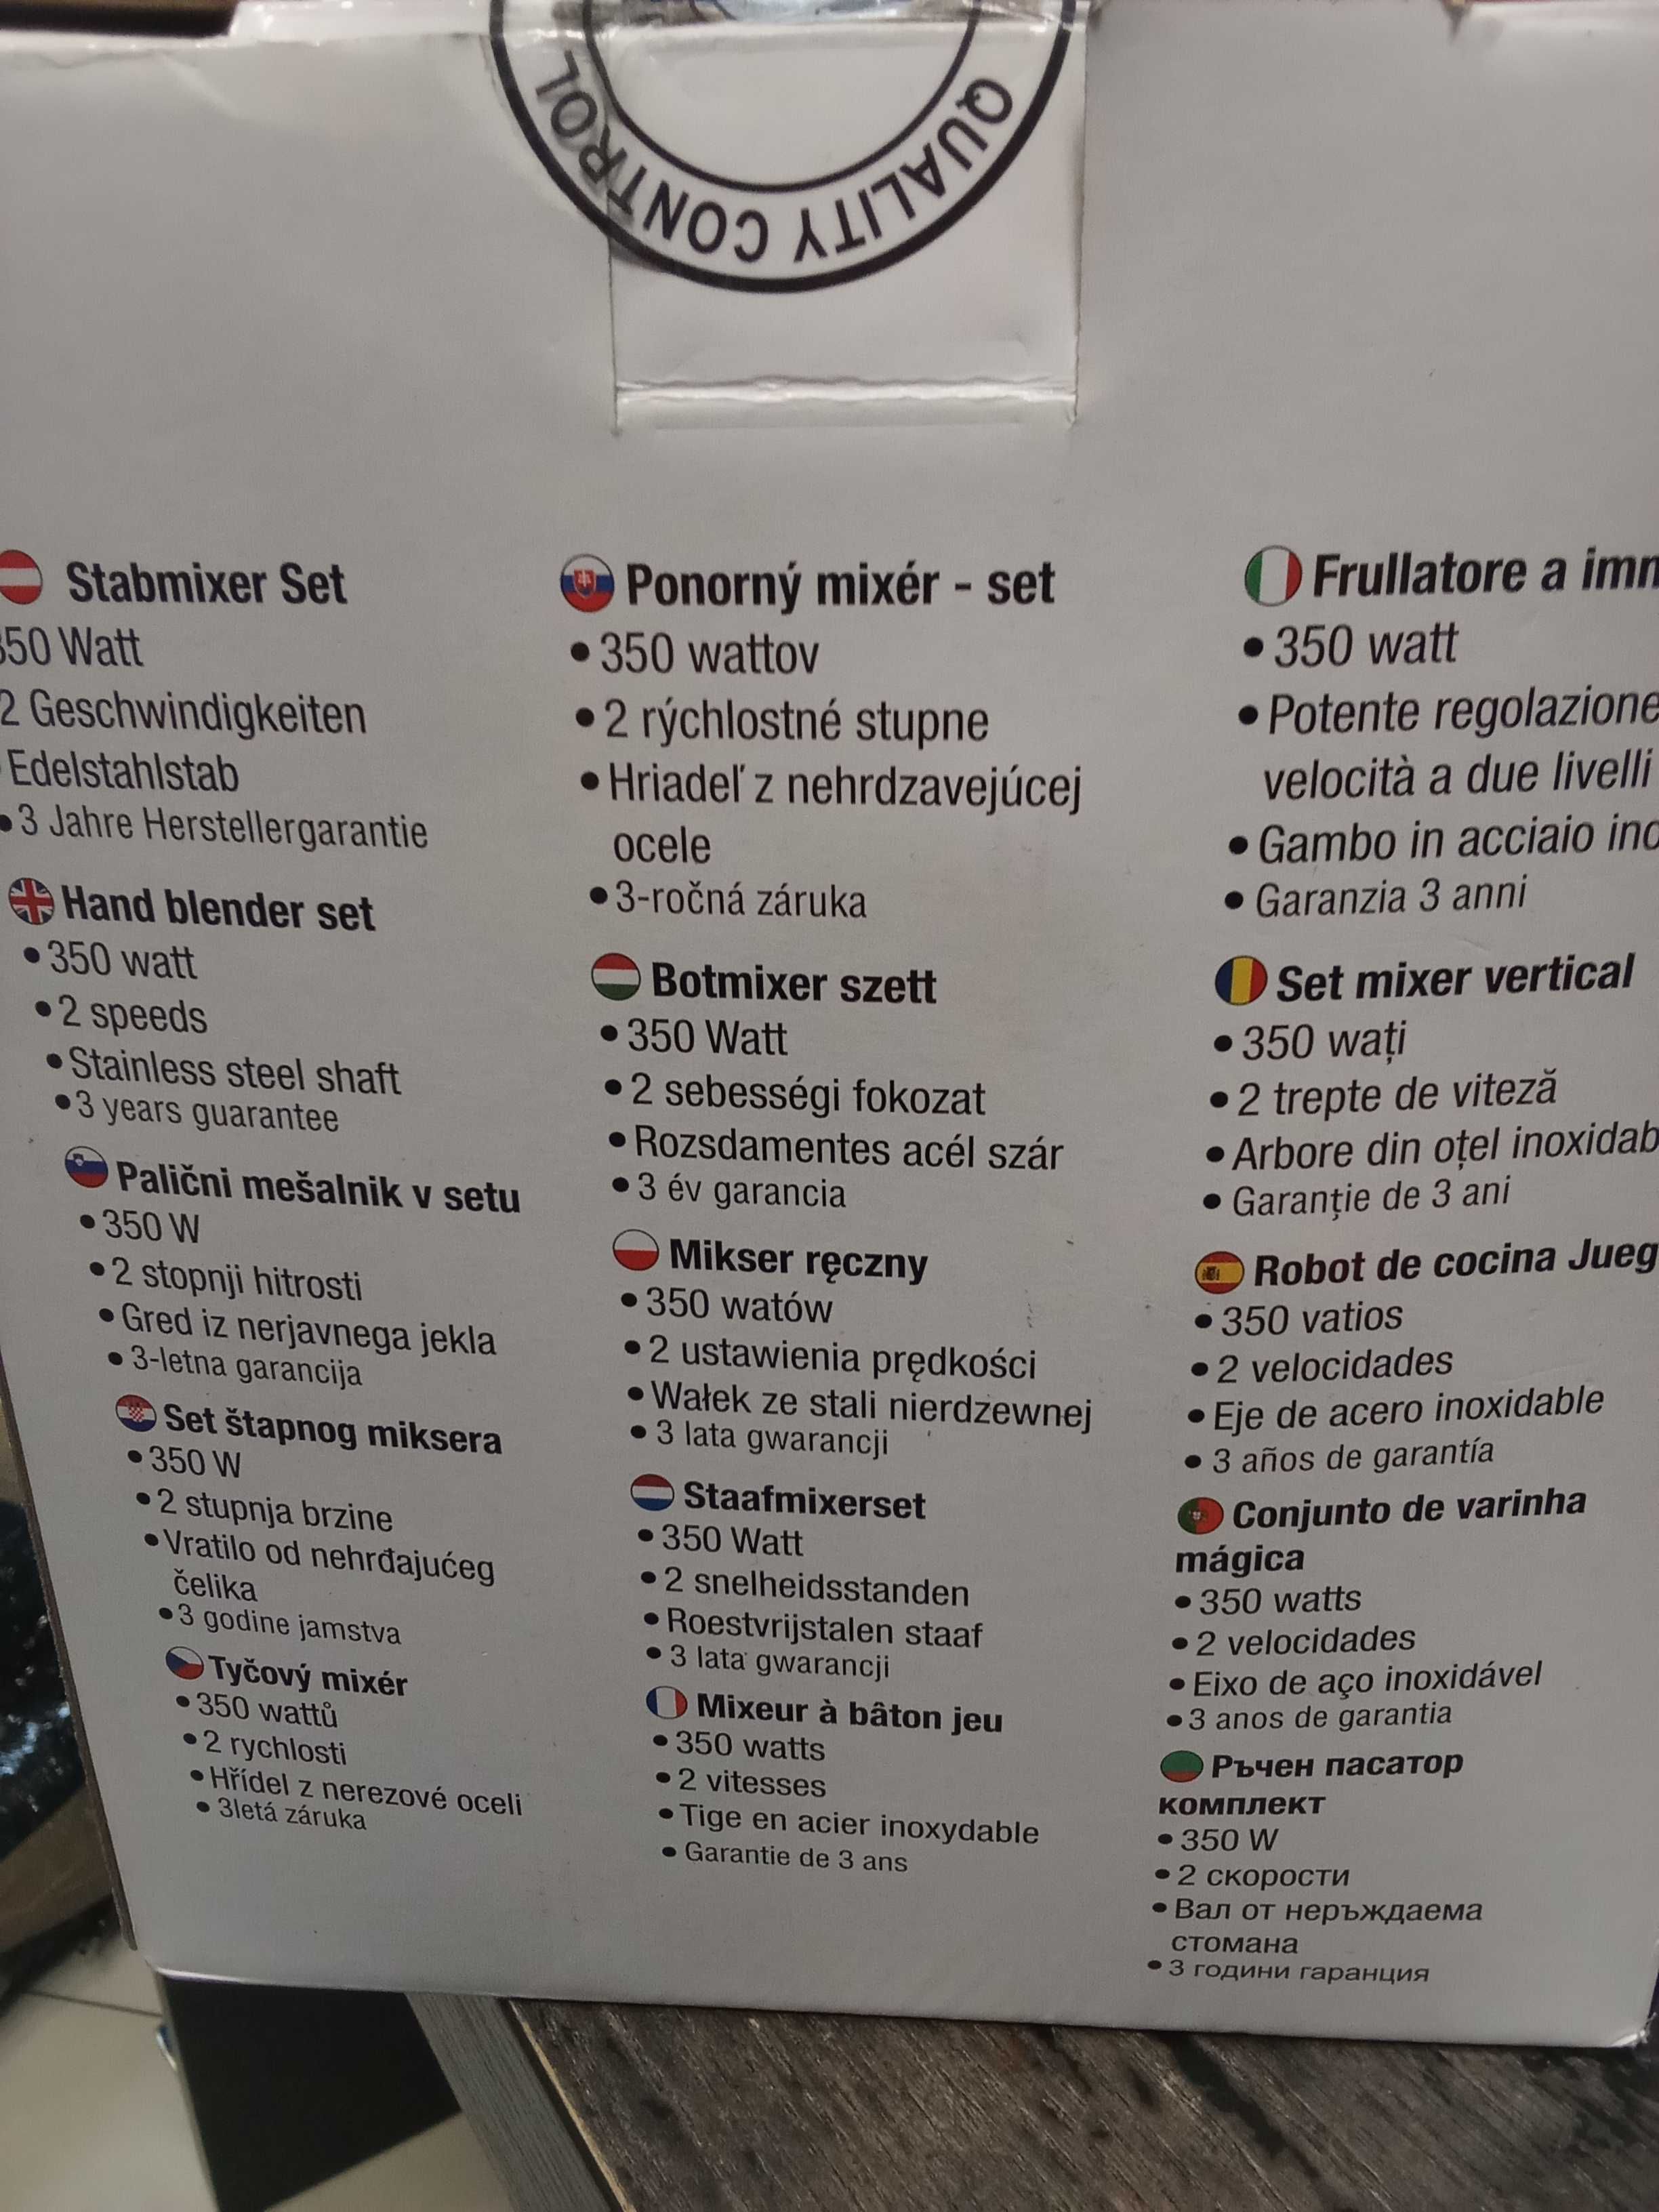 QUALITY CONTROL
Stabmixer Set
50 Watt
2 Geschwindigkeiten
Edelstahlstab
• 3 Jahre Herstellergarantie
Hand blender set
• 350 watt
• 2 speeds
• Stainless steel shaft
• 3 years guarantee
Palični mešalnik v setu
• 350 W
• 2 stopnji hitrosti
• Gred iz nerjavnega jekla
• 3-letna garancija
Set štapnog miksera
• 350 W
• 2 stupnja brzine
• Vratilo od nehrđajućeg
čelika
• 3 godine jamstva
Tyčový mixér
• 350 wattů
• 2 rychlosti
• Hřídel z nerezové oceli
• 3letá záruka
Ponorný mixér - set
• 350 wattov
• 2 rýchlostné stupne
• Hriadeľ z nehrdzavejúcej
ocele
• 3-ročná záruka
Botmixer szett
• 350 Watt
• 2 sebességi fokozat
• Rozsdamentes acél szár
• 3 év garancia
Mikser ręczny
• 350 watów
• 2 ustawienia prędkości
• Wałek ze stali nierdzewnej
• 3 lata gwarancji
Staafmixerset
• 350 Watt
• 2 snelheidsstanden
• Roestvrijstalen staaf
• 3 lata gwarancji
Mixeur à bâton jeu
• 350 watts
• 2 vitesses
• Tige en acier inoxydable
• Garantie de 3 ans
Frullatore a
• 350 watt
• Potente regolazione
velocità a due livelli
• Gambo in acciaio
• Garanzia 3 anni
Set mixer vertical
• 350 wați
• 2 trepte de viteză
• Arbore din oțel inoxidab
• Garanție de 3 ani
Robot de cocina Jueg
• 350 vatios
• 2 velocidades
• Eje de acero inoxidable
• 3 años de garantía
Conjunto de varinha
mágica
• 350 watts
• 2 velocidades
• Eixo de aço inoxidável
• 3 anos de garantia
Ръчен пасатор
комплект
• 350 W
• 2 скорости
• Вал от неръждаема
стомана
• 3 години гаранция